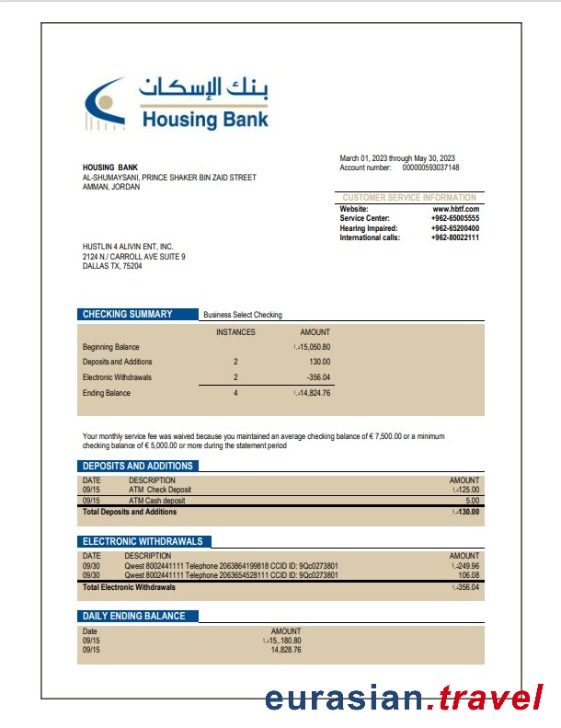 بنك الإسكان
Housing Bank
HOUSING BANK
AL-SHUMAYSANI, PRINCE SHAKER BIN ZAID STREET
AMMAN, JORDAN
March 01, 2023 through May 30, 2023
Account number: 000000593037148
CUSTOMER SERVICE INFORMATION
Website: www.hbtf.com
Service Center: +962-65005555
Hearing Impaired: +962-65200400
International calls: +962-80022111
HUSTLIN 4 ALIVIN ENT, INC.
2124 N./ CARROLL AVE SUITE 9
DALLAS TX, 75204
CHECKING SUMMARY Business Select Checking
INSTANCES AMOUNT
Beginning Balance 15,050.80
Deposits and Additions 2 130.00
Electronic Withdrawals 2 -356.04
Ending Balance 4 14,824.76
Your monthly service fee was waived because you maintained an average checking balance of € 7,500.00 or a minimum
checking balance of € 5,000.00 or more during the statement period
DEPOSITS AND ADDITIONS
DATE DESCRIPTION AMOUNT
09/15 ATM Check Deposit 125.00
09/15 ATM Cash deposit 5.00
Total Deposits and Additions 130.00
ELECTRONIC WITHDRAWALS
DATE DESCRIPTION AMOUNT
09/30 Qwest 8002441111 Telephone 2063864199818 CCID ID: 9Qc0273801 249.96
09/30 Qwest 8002441111 Telephone 2063654528111 CCID ID: 9Qc0273801 106.08
Total Electronic Withdrawals 356.04
DAILY ENDING BALANCE
Date AMOUNT
09/15 15,.180.80
09/15 14,828.76
eurasian.travel